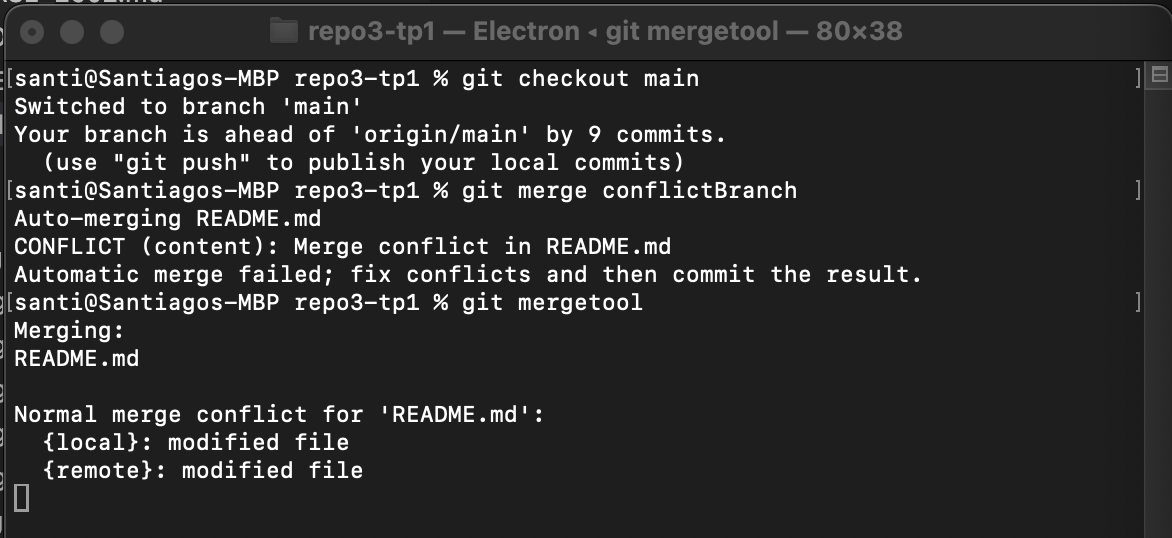 repo3-tp1 — Electron ◂ git mergetool — 80×38
[santi@Santiagos-MBP repo3-tp1 % git checkout main ]
Switched to branch 'main'
Your branch is ahead of 'origin/main' by 9 commits.
  (use "git push" to publish your local commits)
[santi@Santiagos-MBP repo3-tp1 % git merge conflictBranch ]
Auto-merging README.md
CONFLICT (content): Merge conflict in README.md
Automatic merge failed; fix conflicts and then commit the result.
[santi@Santiagos-MBP repo3-tp1 % git mergetool ]
Merging:
README.md

Normal merge conflict for 'README.md':
  {local}: modified file
  {remote}: modified file